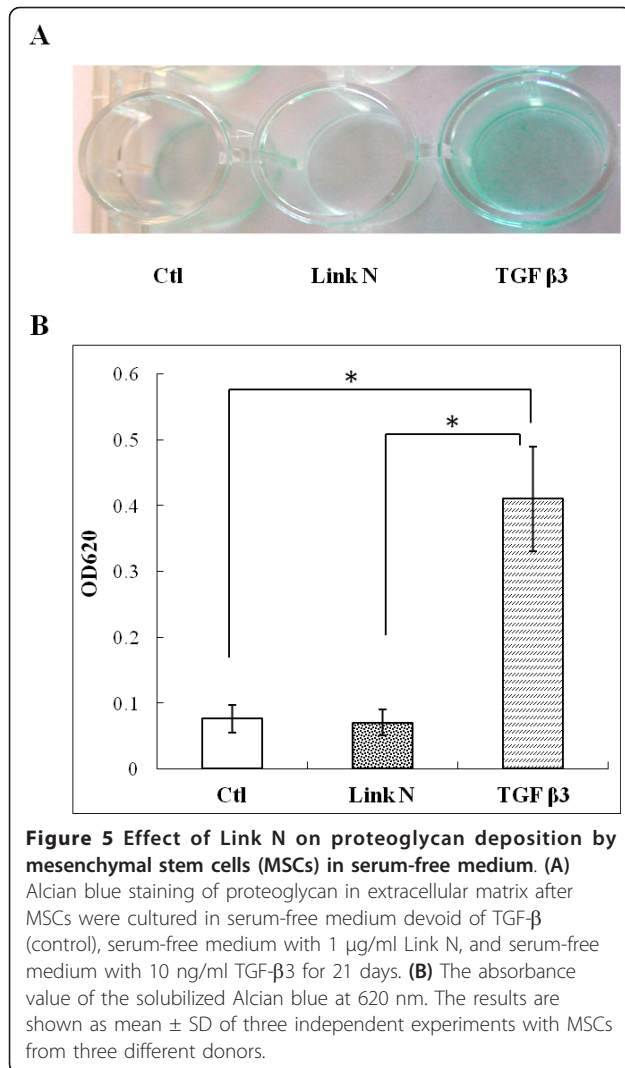 A
Ctl Link N TGF β3
B
*
*
0.6
0.5
0.4
0.3
0.2
0.1
0
OD620
Ctl Link N TGF β3
Figure 5 Effect of Link N on proteoglycan deposition by
mesenchymal stem cells (MSCs) in serum-free medium. (A)
Alcian blue staining of proteoglycan in extracellular matrix after
MSCs were cultured in serum-free medium devoid of TGF-β
(control), serum-free medium with 1 μg/ml Link N, and serum-free
medium with 10 ng/ml TGF-β3 for 21 days. (B) The absorbance
value of the solubilized Alcian blue at 620 nm. The results are
shown as mean ± SD of three independent experiments with MSCs
from three different donors.